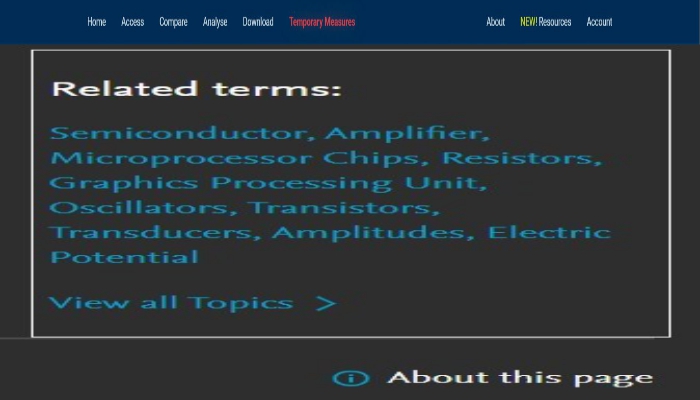 Home Access Compare Analyse Download Temporary Measures About NEW! Resources Account
Related terms:
Semiconductor, Amplifier,
Microprocessor Chips, Resistors,
Graphics Processing Unit,
Oscillators, Transistors,
Transducers, Amplitudes, Electric
Potential
View all Topics >
About this page